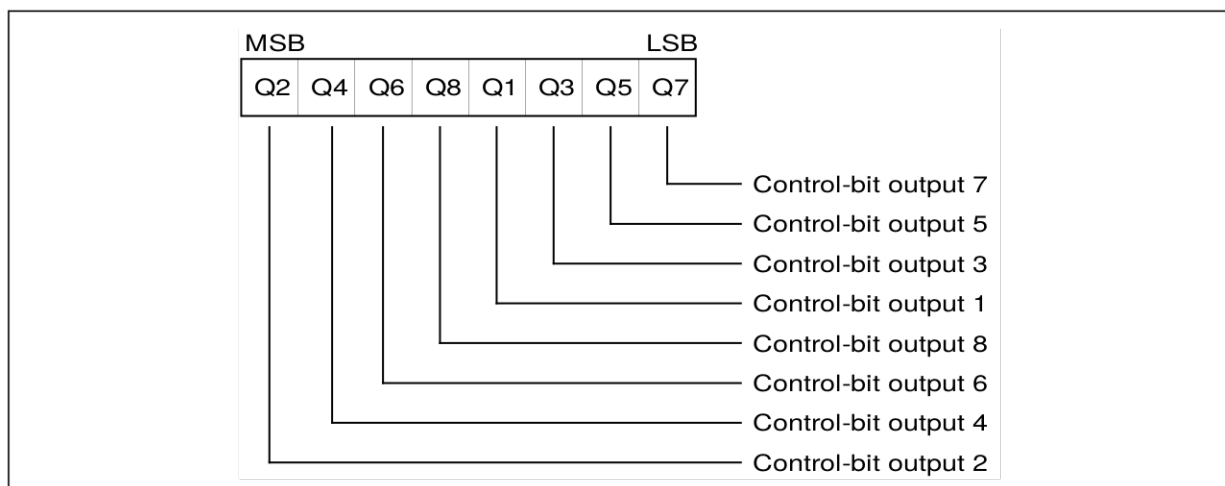 MSB LSB
Q2 Q4 Q6 Q8 Q1 Q3 Q5 Q7
Control-bit output 7
Control-bit output 5
Control-bit output 3
Control-bit output 1
Control-bit output 8
Control-bit output 6
Control-bit output 4
Control-bit output 2